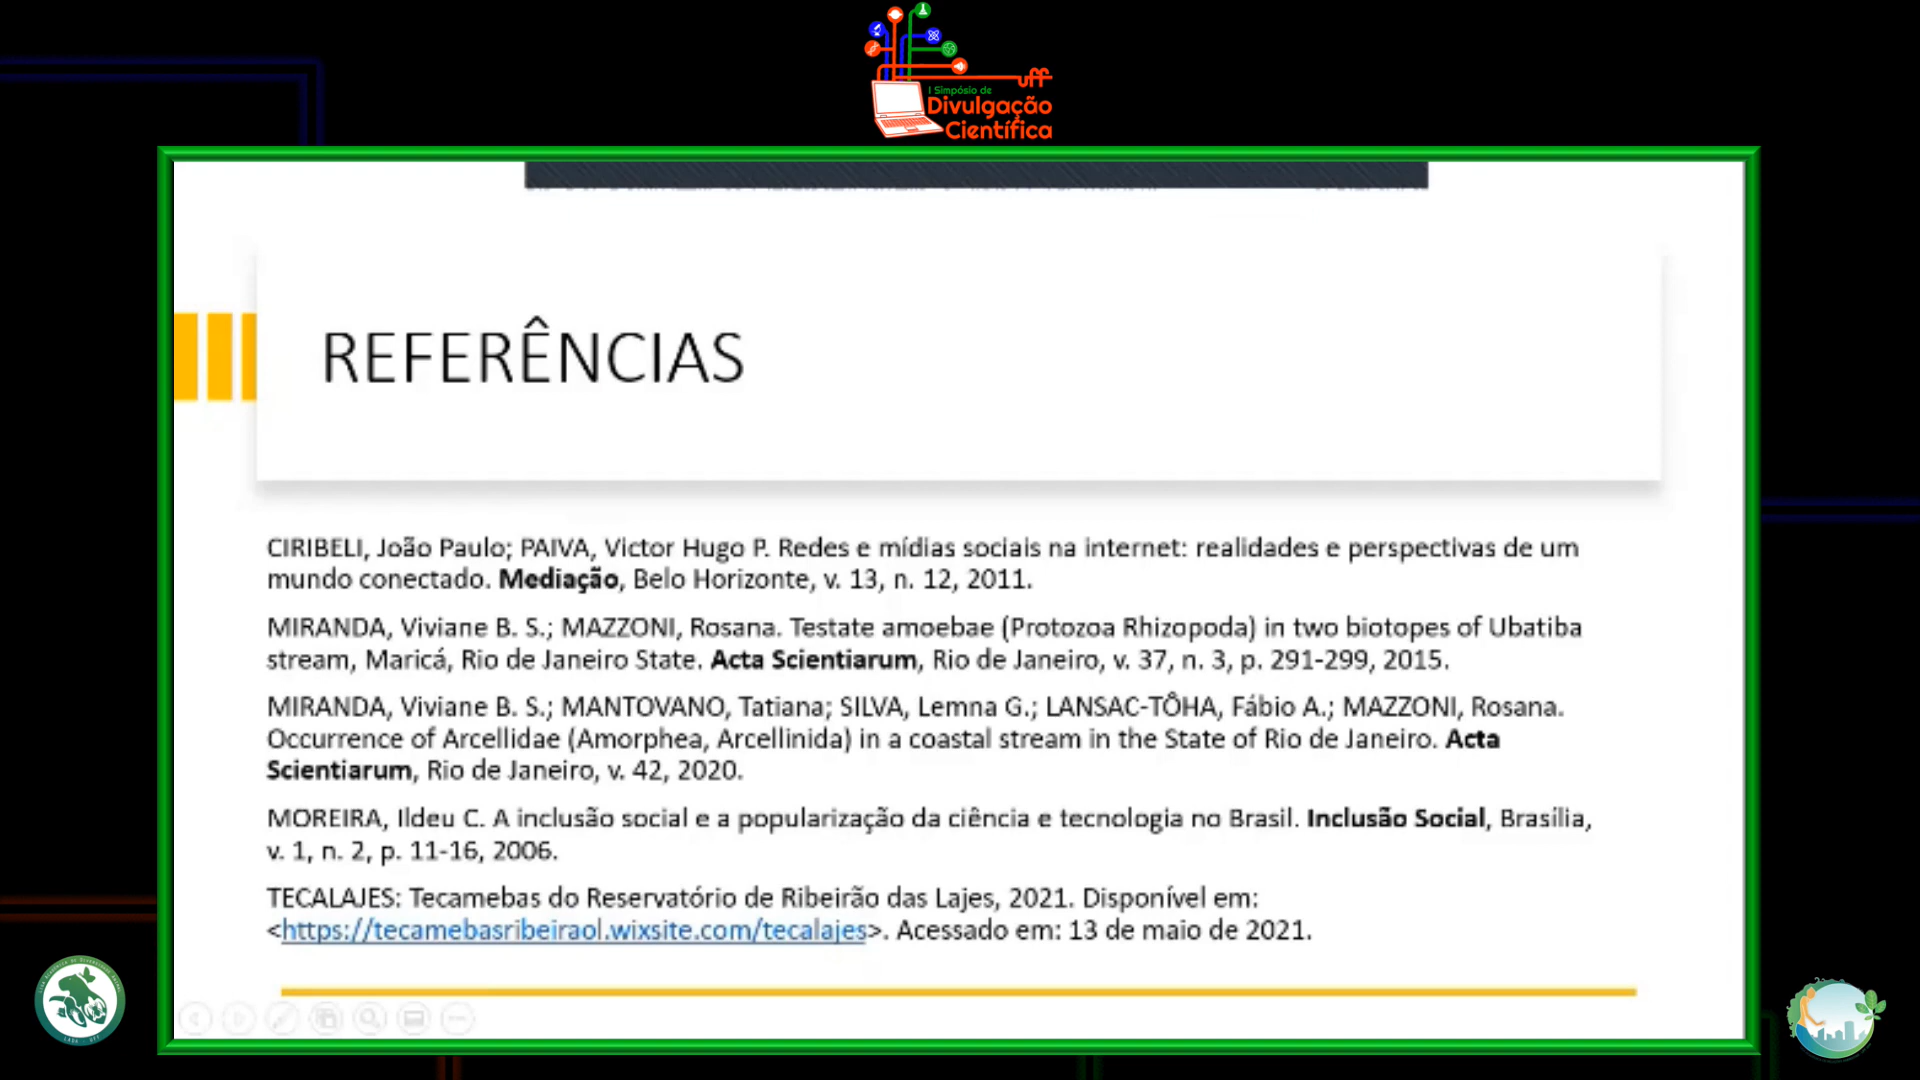 uff
I Simpósio de
Divulgação
Científica
REFERÊNCIAS
CIRIBELI, João Paulo; PAIVA, Victor Hugo P. Redes e mídias sociais na internet: realidades e perspectivas de um
mundo conectado. Mediação, Belo Horizonte, v. 13, n. 12, 2011.
MIRANDA, Viviane B. S.; MAZZONI, Rosana. Testate amoebae (Protozoa Rhizopoda) in two biotopes of Ubatiba
stream, Maricá, Rio de Janeiro State. Acta Scientiarum, Rio de Janeiro, v. 37, n. 3, p. 291-299, 2015.
MIRANDA, Viviane B. S.; MANTOVANO, Tatiana; SILVA, Lemna G.; LANSAC-TÔHA, Fábio A.; MAZZONI, Rosana.
Occurrence of Arcellidae (Amorphea, Arcellinida) in a coastal stream in the State of Rio de Janeiro. Acta
Scientiarum, Rio de Janeiro, v. 42, 2020.
MOREIRA, Ildeu C. A inclusão social e a popularização da ciência e tecnologia no Brasil. Inclusão Social, Brasília,
v. 1, n. 2, p. 11-16, 2006.
TECALAJES: Tecamebas do Reservatório de Ribeirão das Lajes, 2021. Disponível em:
<https://tecamebasribeiraol.wixsite.com/tecalajes>. Acessado em: 13 de maio de 2021.